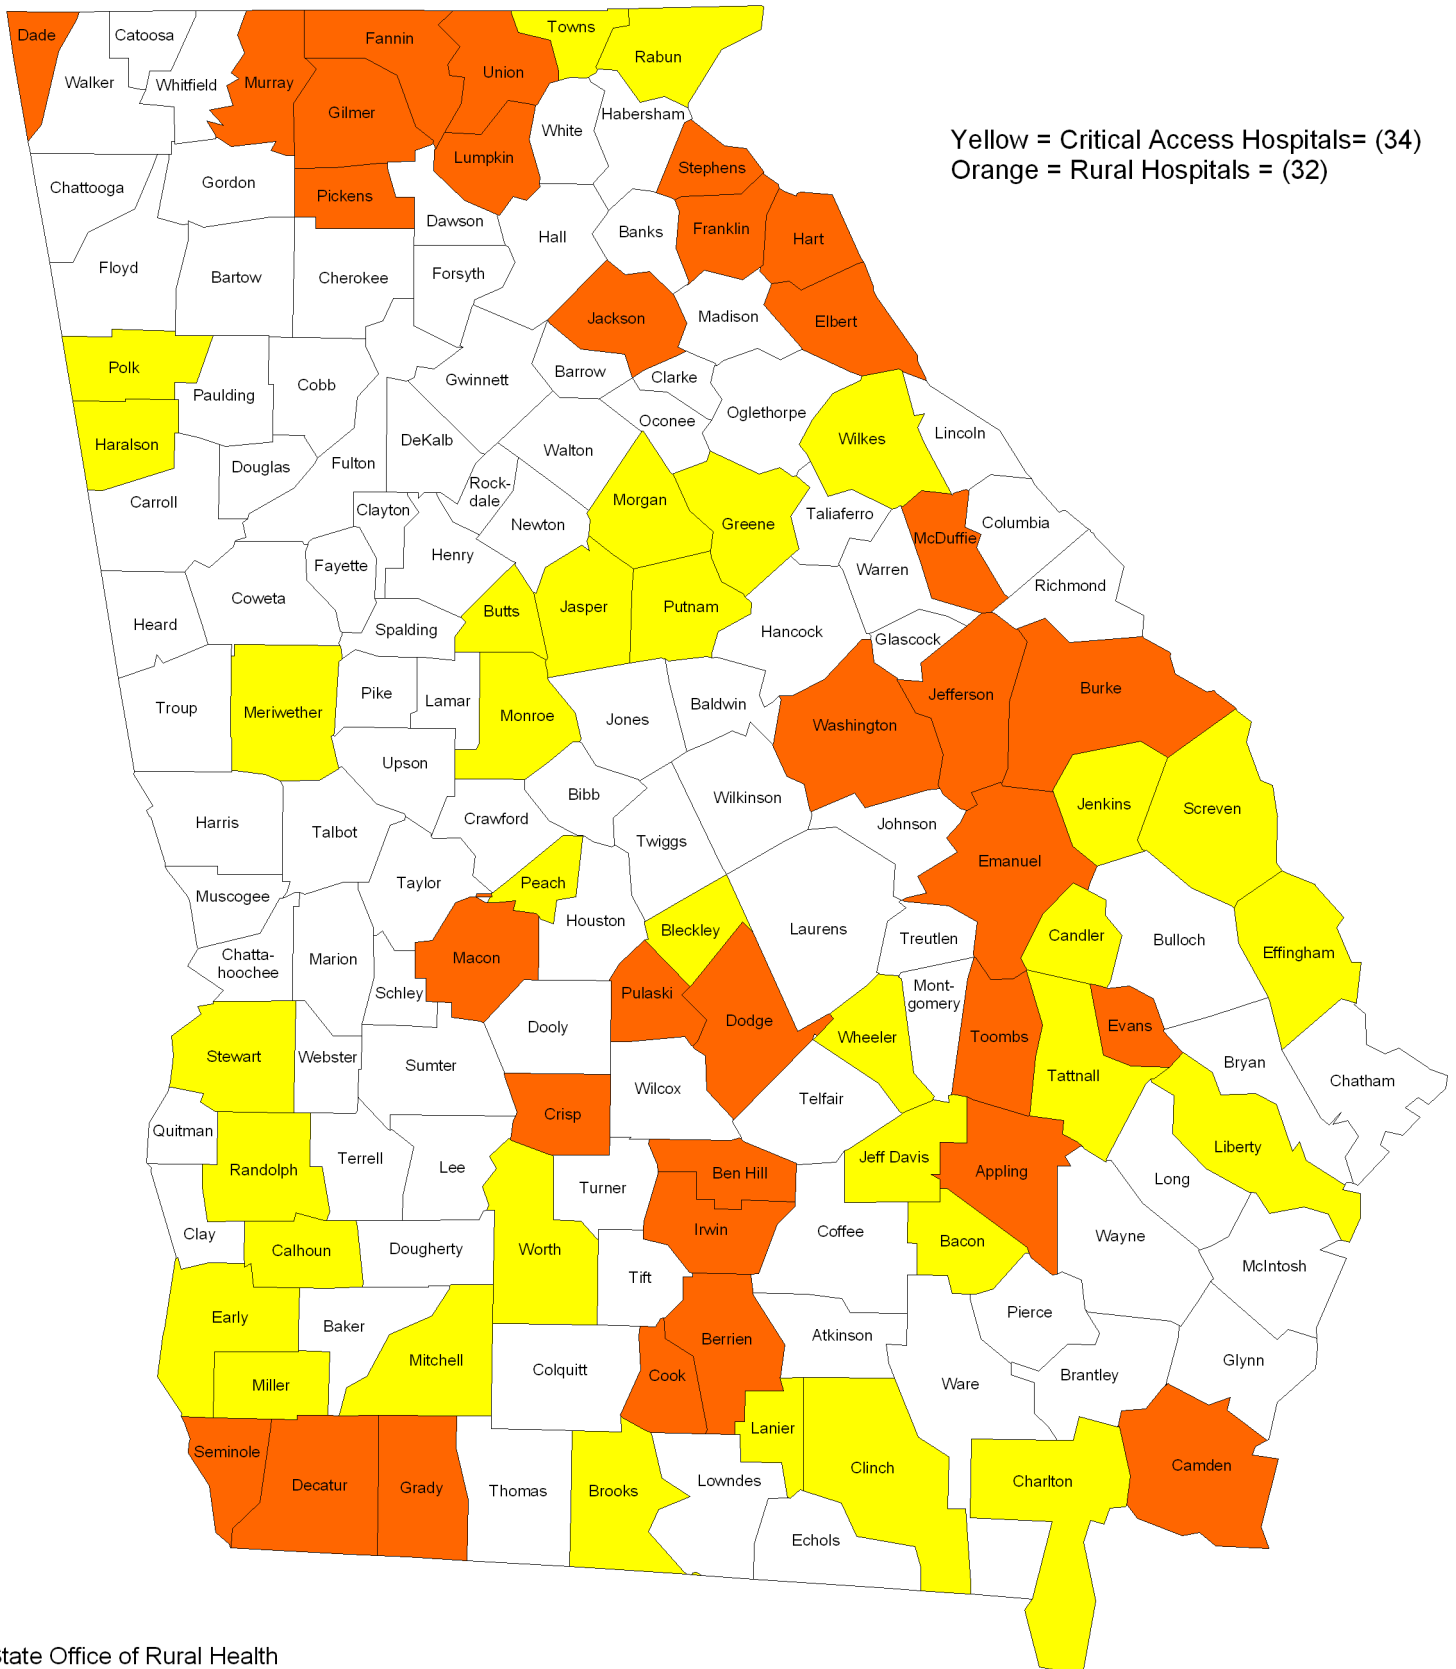 Dade
Catoosa
Walker
Whitfield
Murray
Fannin
Gilmer
Union
Towns
Rabun
White
Habersham
Lumpkin
Stephens
Yellow = Critical Access Hospitals= (34)
Orange = Rural Hospitals = (32)
Chattooga
Gordon
Pickens
Dawson
Hall
Banks
Franklin
Hart
Floyd
Bartow
Cherokee
Forsyth
Jackson
Madison
Elbert
Polk
Paulding
Cobb
Gwinnett
Barrow
Clarke
Oconee
Oglethorpe
Wilkes
Lincoln
Haralson
Douglas
Fulton
DeKalb
Rock-
dale
Walton
Morgan
Greene
Taliaferro
McDuffie
Columbia
Carroll
Clayton
Newton
Henry
Fayette
Coweta
Heard
Spalding
Butts
Jasper
Putnam
Hancock
Warren
Richmond
Glascock
Troup
Meriwether
Pike
Lamar
Monroe
Jones
Baldwin
Washington
Jefferson
Burke
Upson
Bibb
Wilkinson
Johnson
Jenkins
Screven
Harris
Talbot
Crawford
Twiggs
Emanuel
Muscogee
Taylor
Peach
Houston
Bleckley
Laurens
Treutlen
Candler
Bulloch
Effingham
Chatta-
hoochee
Marion
Macon
Schley
Pulaski
Dodge
Mont-
gomery
Wheeler
Toombs
Evans
Tattnall
Bryan
Chatham
Stewart
Webster
Sumter
Dooly
Wilcox
Telfair
Crisp
Quitman
Randolph
Terrell
Lee
Turner
Ben Hill
Jeff Davis
Appling
Long
Liberty
Clay
Calhoun
Dougherty
Worth
Irwin
Tift
Coffee
Bacon
Wayne
McIntosh
Early
Baker
Mitchell
Miller
Colquitt
Cook
Berrien
Atkinson
Pierce
Ware
Brantley
Glynn
Seminole
Decatur
Grady
Thomas
Brooks
Lowndes
Lanier
Clinch
Echols
Charlton
Camden
State Office of Rural Health